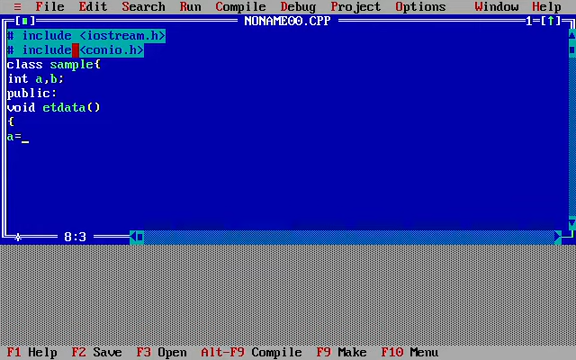 ≡ File Edit Search Run Compile Debug Project Options Window Help
[■] NONAME00.CPP 1=[↑]
# include <iostream.h>
# include <conio.h>
class sample{
int a,b;
public:
void etdata()
{
a=_
8:3
F1 Help F2 Save F3 Open Alt-F9 Compile F9 Make F10 Menu